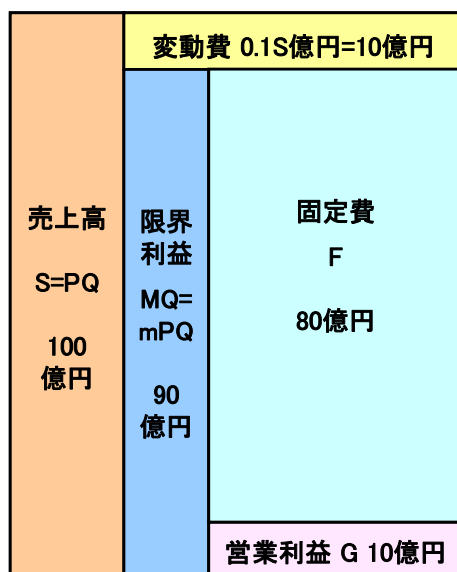 変動費 0.1S億円=10億円
売上高
S=PQ
100
億円
限界
利益
MQ=
mPQ
90
億円
固定費
F
80億円
営業利益 G 10億円